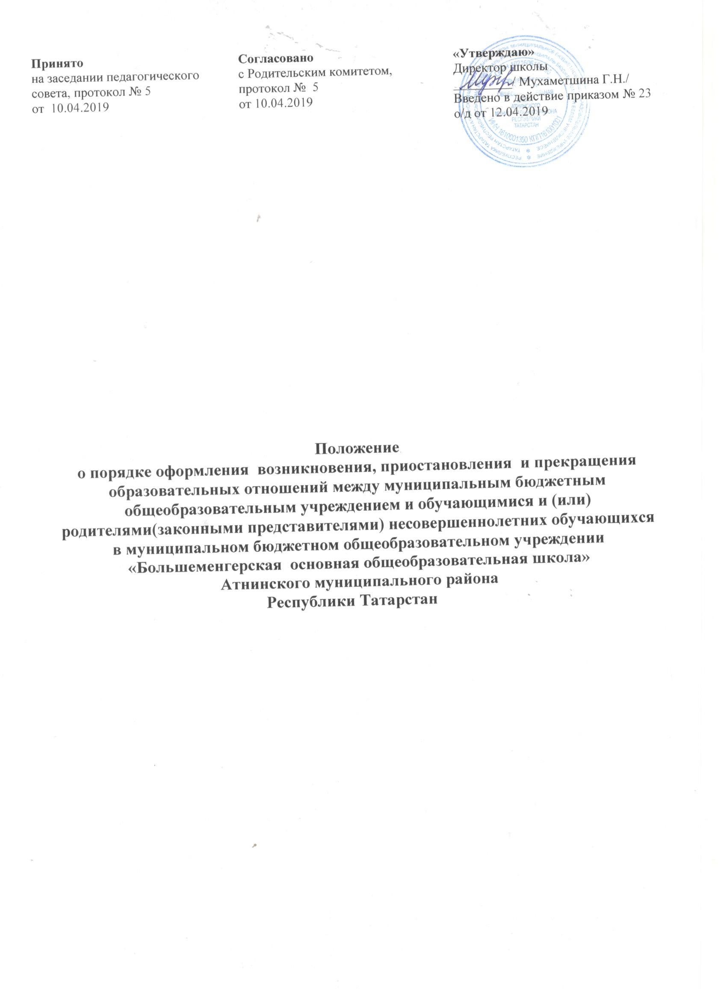 Принято
на заседании педагогического
совета, протокол № 5
от 10.04.2019
Согласовано
с Родительским комитетом,
протокол № 5
от 10.04.2019
«Утверждаю»
Директор школы
/ Мухаметшина Г.Н./
Введено в действие приказом № 23
о/д от 12.04.2019
АТНИНСКОГО
РЕСПУБЛИКИ
ТАТАРСТАН
ИНН 1610001350 КПП161001001
Положение
о порядке оформления возникновения, приостановления и прекращения
образовательных отношений между муниципальным бюджетным
общеобразовательным учреждением и обучающимися и (или)
родителями(законными представителями) несовершеннолетних обучающихся
в муниципальном бюджетном общеобразовательном учреждении
«Большеменгерская основная общеобразовательная школа»
Атнинского муниципального района
Республики Татарстан